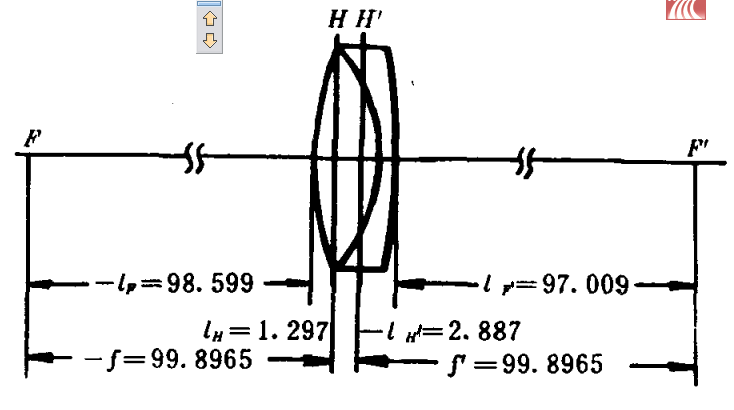 H H'
F F'
−l_F=98.599 l_F'=97.009
l_H=1.297 −l_H'=2.887
−f=99.8965 f'=99.8965